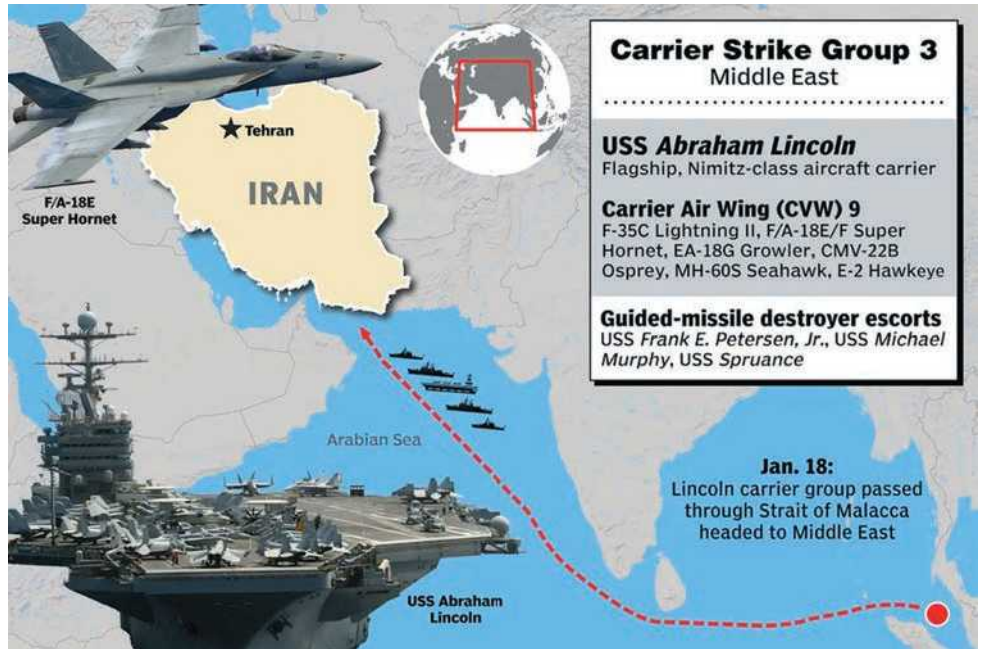 Carrier Strike Group 3
Middle East
USS Abraham Lincoln
Flagship, Nimitz-class aircraft carrier
Carrier Air Wing (CVW) 9
F-35C Lightning II, F/A-18E/F Super
Hornet, EA-18G Growler, CMV-22B
Osprey, MH-60S Seahawk, E-2 Hawkeye
Guided-missile destroyer escorts
USS Frank E. Petersen, Jr., USS Michael
Murphy, USS Spruance
Tehran
IRAN
F/A-18E
Super Hornet
Arabian Sea
Jan. 18:
Lincoln carrier group passed
through Strait of Malacca
headed to Middle East
USS Abraham
Lincoln